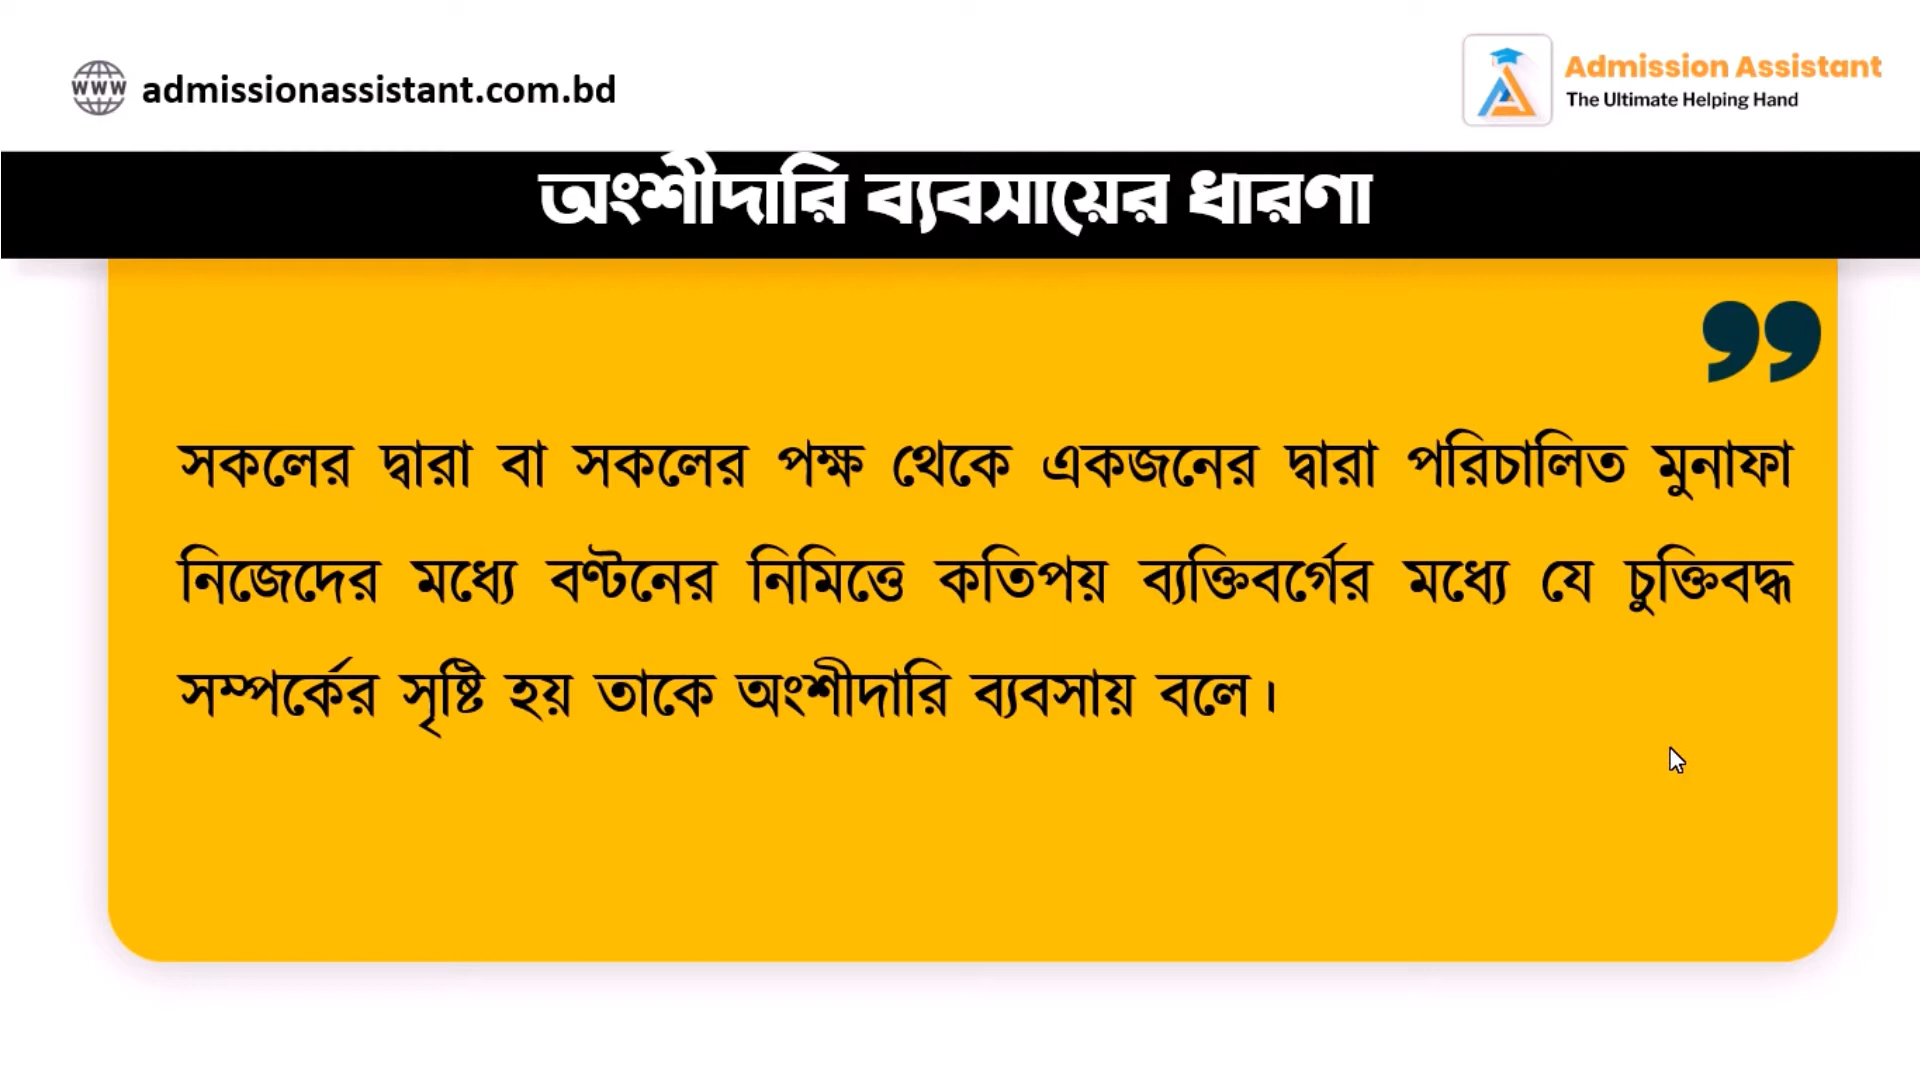 www admissionassistant.com.bd
Admission Assistant
The Ultimate Helping Hand
অংশীদারি ব্যবসায়ের ধারণা
সকলের দ্বারা বা সকলের পক্ষ থেকে একজনের দ্বারা পরিচালিত মুনাফা
নিজেদের মধ্যে বণ্টনের নিমিত্তে কতিপয় ব্যক্তিবর্গের মধ্যে যে চুক্তিবদ্ধ
সম্পর্কের সৃষ্টি হয় তাকে অংশীদারি ব্যবসায় বলে।